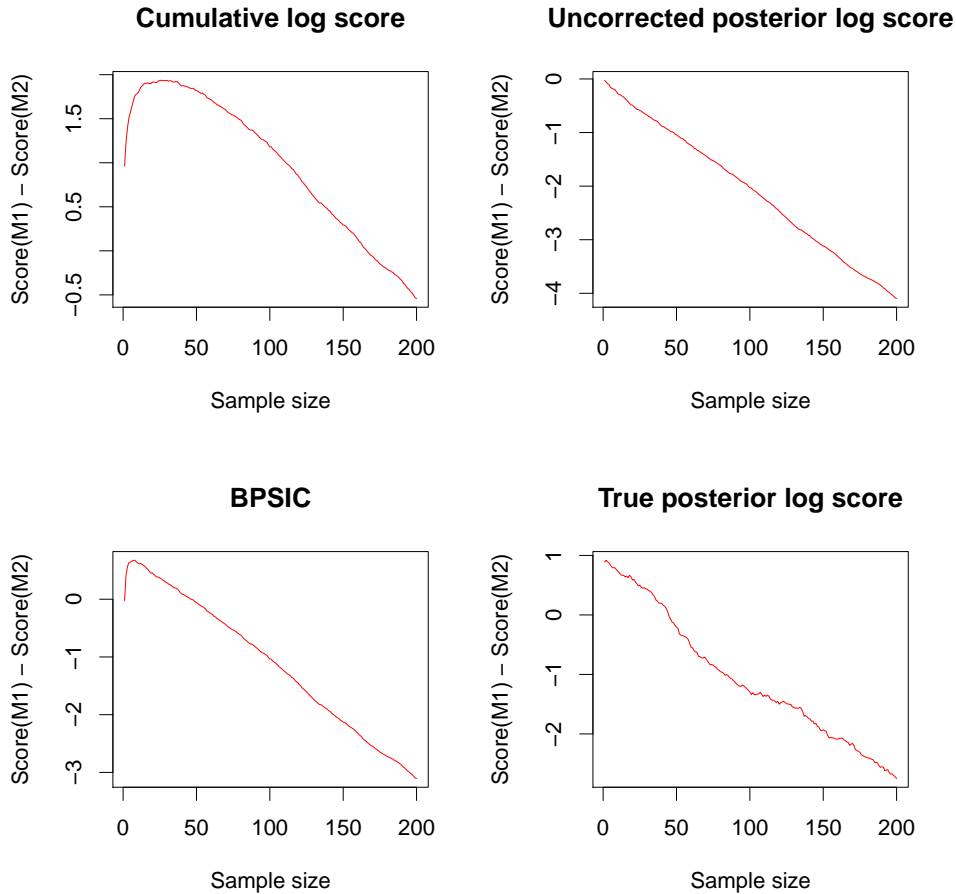 Cumulative log score
Score(M1) − Score(M2)
1.5
0.5
−0.5
0 50 100 150 200
Sample size
Uncorrected posterior log score
Score(M1) − Score(M2)
0
−1
−2
−3
−4
0 50 100 150 200
Sample size
BPSIC
Score(M1) − Score(M2)
0
−1
−2
−3
0 50 100 150 200
Sample size
True posterior log score
Score(M1) − Score(M2)
1
0
−1
−2
0 50 100 150 200
Sample size